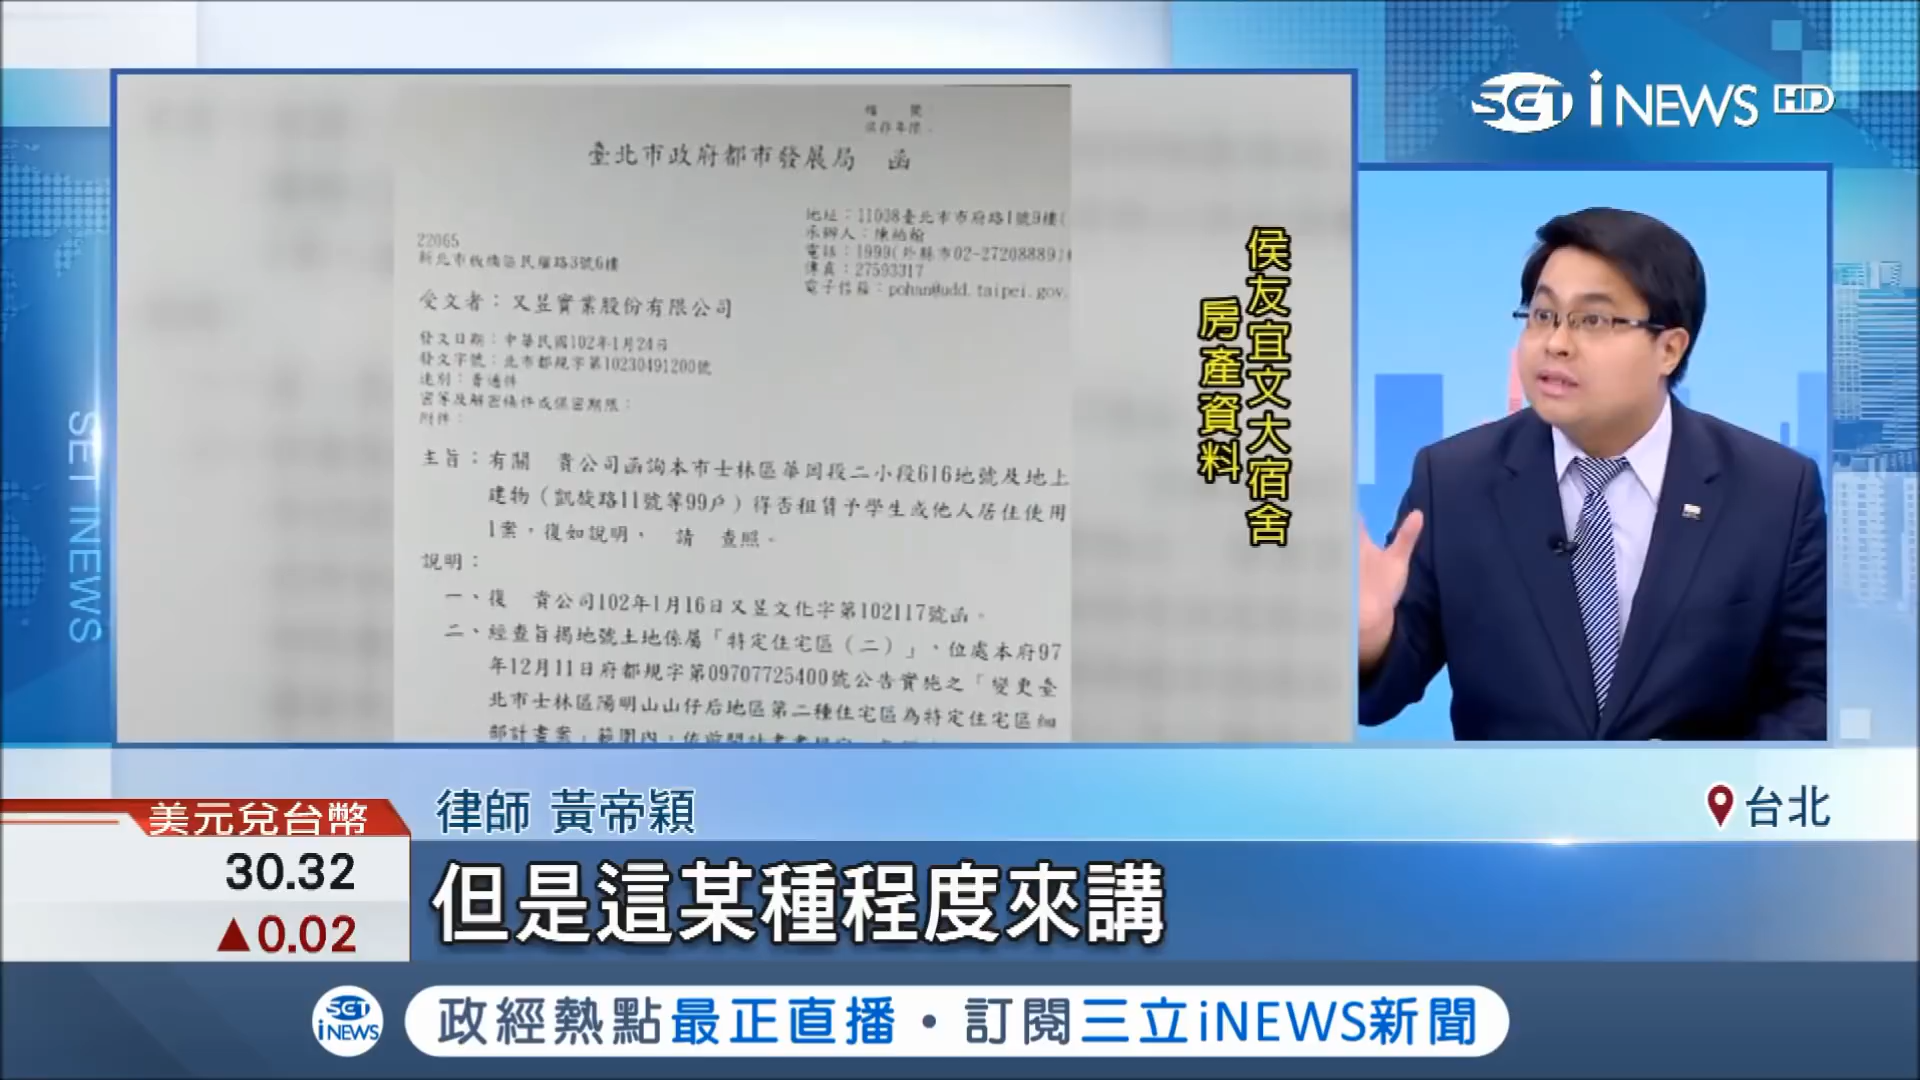 SET iNEWS HD
檔 號：
保存年限：
臺北市政府都市發展局 函
地址：11008臺北市市府路1號9樓(
承辦人：陳
電話：1999(外縣市02-27208889)
傳真：27593317
電子信箱：pohan@udd.taipei.gov.
22065
新北市板橋區民權路3號6樓
受文者：又昱實業股份有限公司
發文日期：中華民國102年1月24日
發文字號：北市都規字第10230491200號
速別：普通件
密等及解密條件或保密期限：
附件：
主旨：有關 貴公司函詢本市士林區華岡段二小段616地號及地上
建物（凱旋路11號等99戶）得否租賃予學生或他人居住使用
1案，復如說明， 請 查照。
說明：
一、復 貴公司102年1月16日又昱文化字第102117號函。
二、經查旨揭地號土地係屬「特定住宅區（二）」，位處本府97
年12月11日府都規字第09707725400號公告實施之「變更臺
北市士林區陽明山山仔后地區第二種住宅區為特定住宅區細
部計畫案」範圍內，依前開計畫書規定
侯友宜文大宿舍
房產資料
SET iNEWS
美元兌台幣
30.32
▲0.02
律師 黃帝穎
台北
但是這某種程度來講
SET iNEWS
政經熱點最正直播・訂閱三立iNEWS新聞